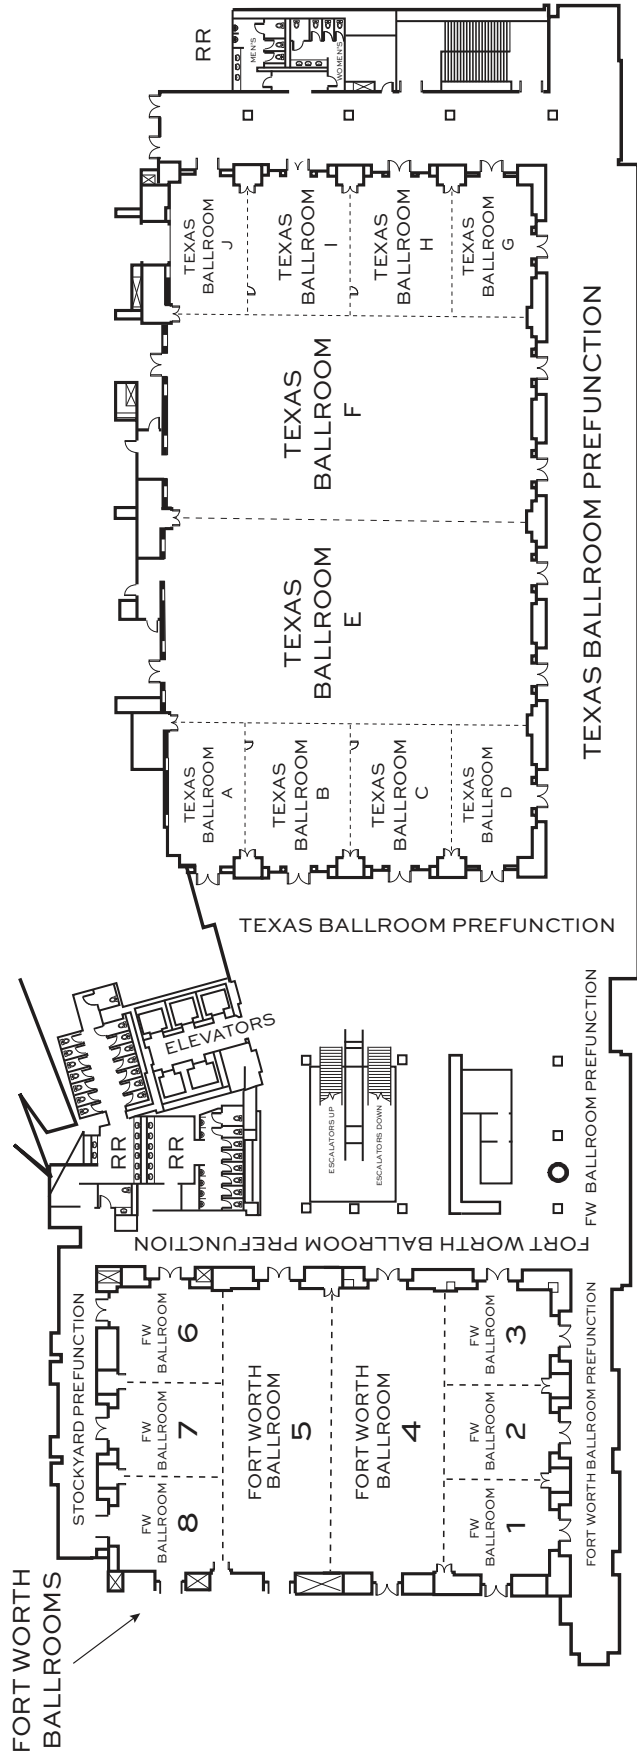 RR
MEN'S
WOMEN'S
TEXAS
BALLROOM
J
TEXAS
BALLROOM
I
TEXAS
BALLROOM
H
TEXAS
BALLROOM
G
TEXAS
BALLROOM
F
TEXAS
BALLROOM
E
TEXAS BALLROOM PREFUNCTION
TEXAS
BALLROOM
A
TEXAS
BALLROOM
B
TEXAS
BALLROOM
C
TEXAS
BALLROOM
D
TEXAS BALLROOM PREFUNCTION
ELEVATORS
RR
RR
ESCALATORS UP
ESCALATORS DOWN
FW BALLROOM PREFUNCTION
FORT WORTH BALLROOM PREFUNCTION
STOCKYARD PREFUNCTION
FW
BALLROOM
6
FW
BALLROOM
7
FW
BALLROOM
8
FORT WORTH
BALLROOM
5
FORT WORTH
BALLROOM
4
FW
BALLROOM
3
FW
BALLROOM
2
FW
BALLROOM
1
FORT WORTH BALLROOM PREFUNCTION
FORT WORTH
BALLROOMS